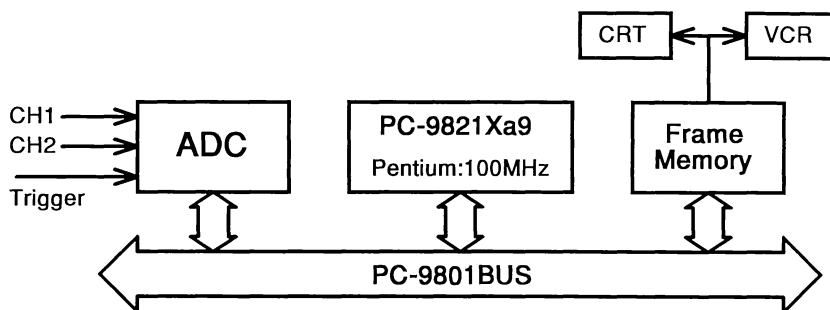 CRT
VCR
CH1
CH2
Trigger
ADC
PC-9821Xa9
Pentium:100MHz
Frame
Memory
PC-9801BUS